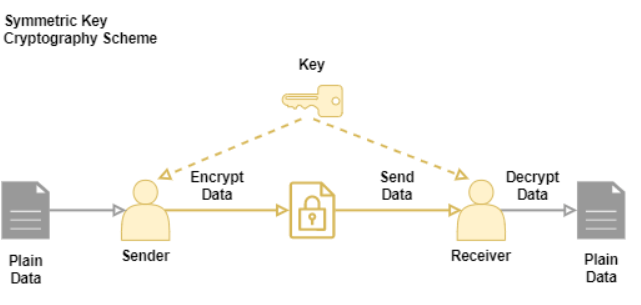 Symmetric Key
Cryptography Scheme
Key
Encrypt
Data
Send
Data
Decrypt
Data
Plain
Data
Sender
Receiver
Plain
Data